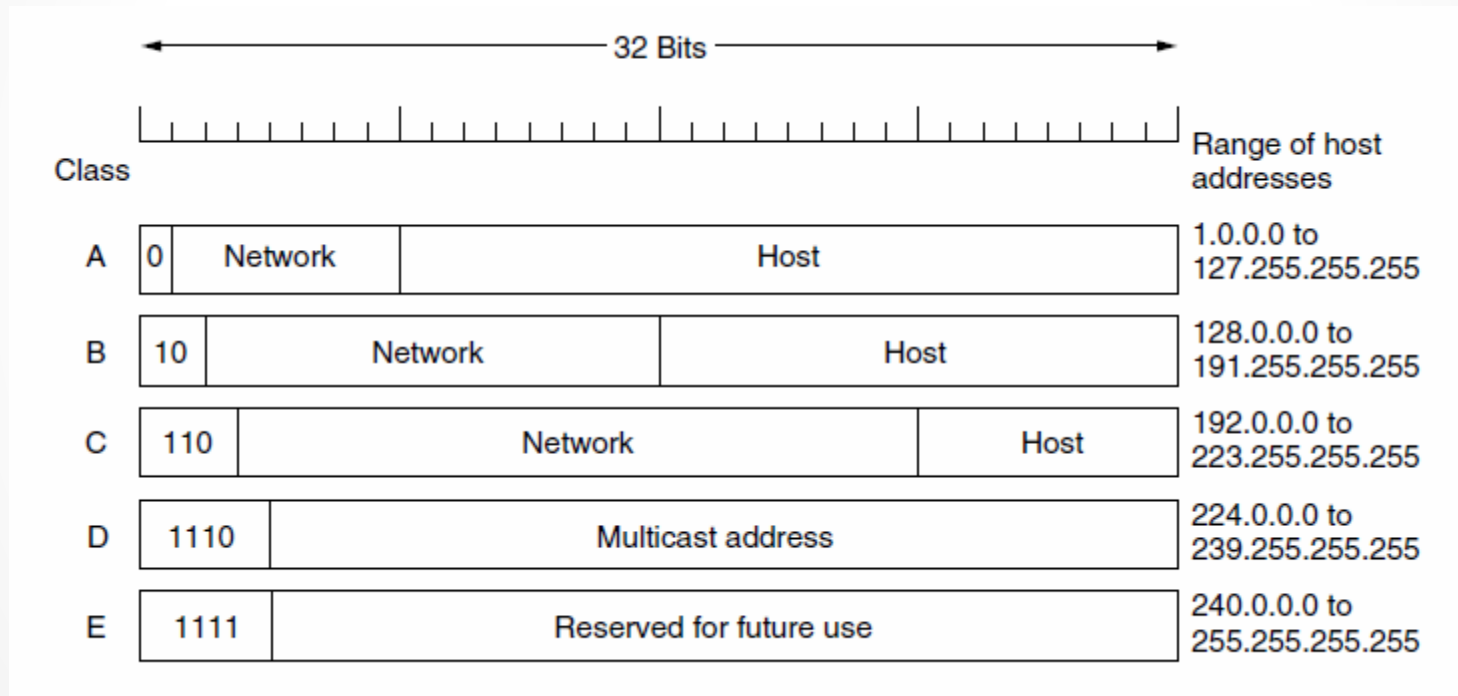 32 Bits
Class
Range of host
addresses
A
0
Network
Host
1.0.0.0 to
127.255.255.255
B
10
Network
Host
128.0.0.0 to
191.255.255.255
C
110
Network
Host
192.0.0.0 to
223.255.255.255
D
1110
Multicast address
224.0.0.0 to
239.255.255.255
E
1111
Reserved for future use
240.0.0.0 to
255.255.255.255